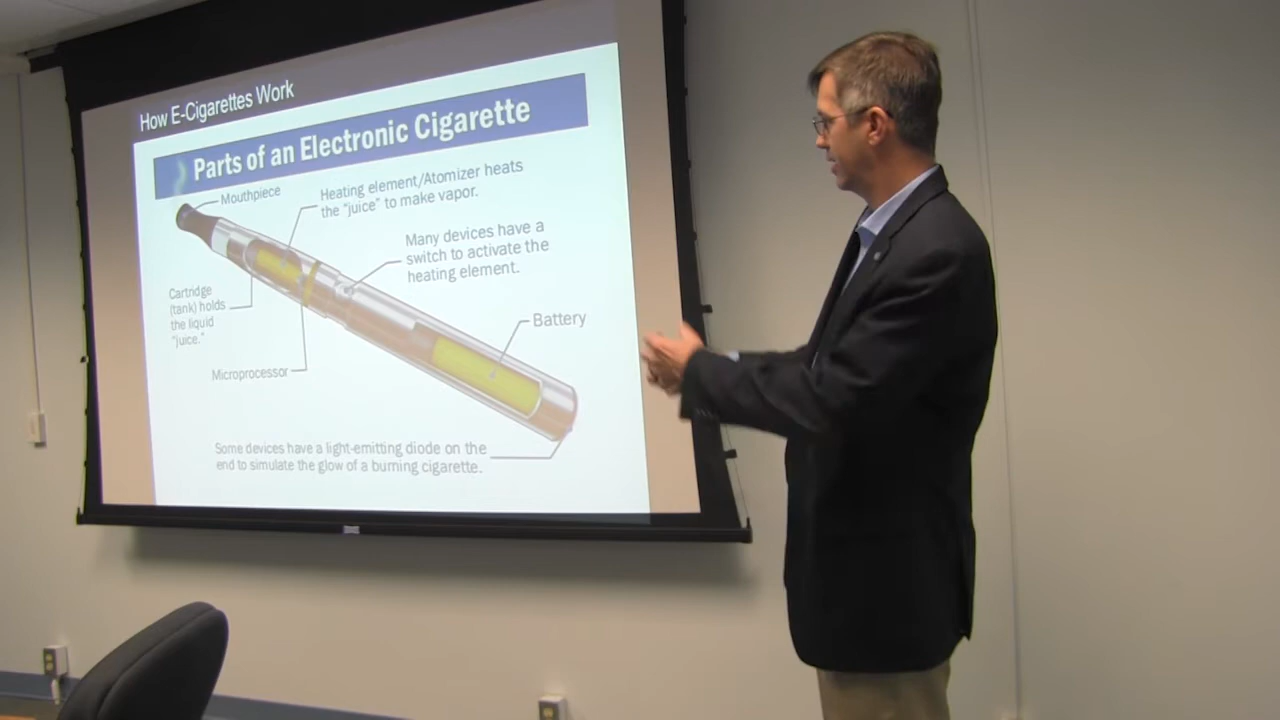 How E-Cigarettes Work
Parts of an Electronic Cigarette
Mouthpiece
Heating element/Atomizer heats
the "juice" to make vapor.
Many devices have a
switch to activate the
heating element.
Cartridge
(tank) holds
the liquid
"juice."
Battery
Microprocessor
Some devices have a light-emitting diode on the
end to simulate the glow of a burning cigarette.